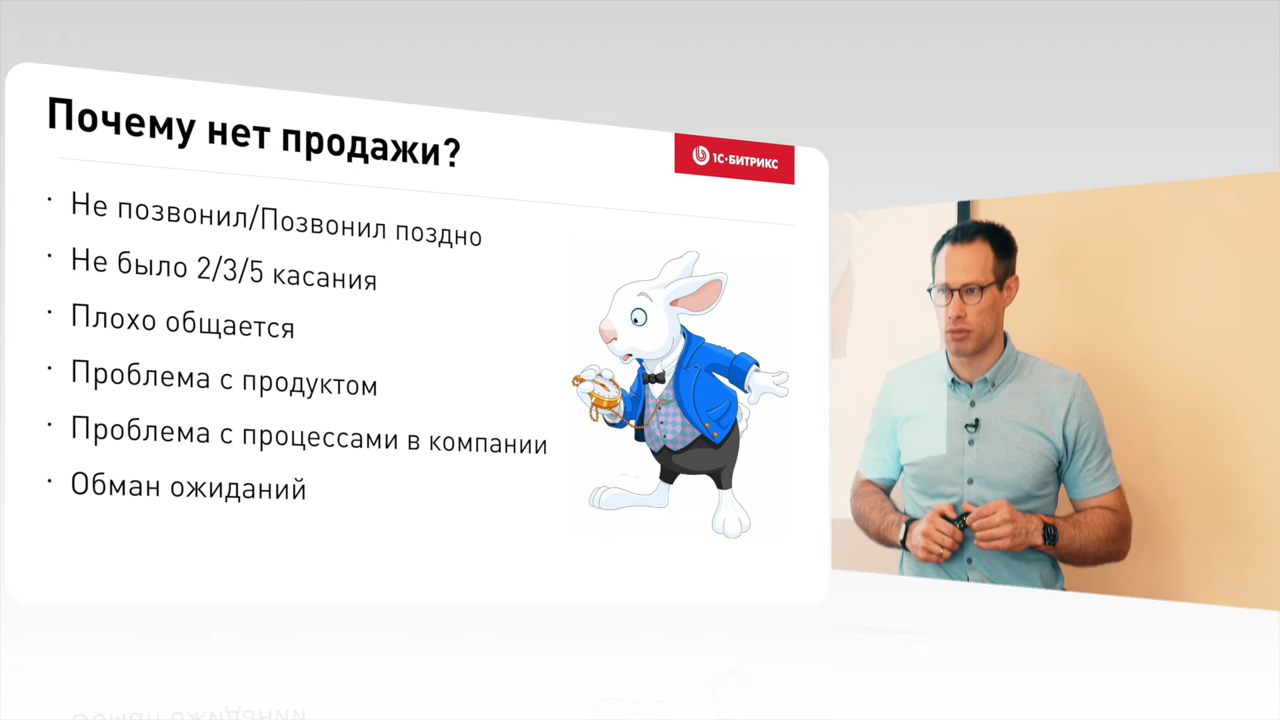 Почему нет продажи?
1С•БИТРИКС
• Не позвонил/Позвонил поздно
• Не было 2/3/5 касания
• Плохо общается
• Проблема с продуктом
• Проблема с процессами в компании
• Обман ожиданий